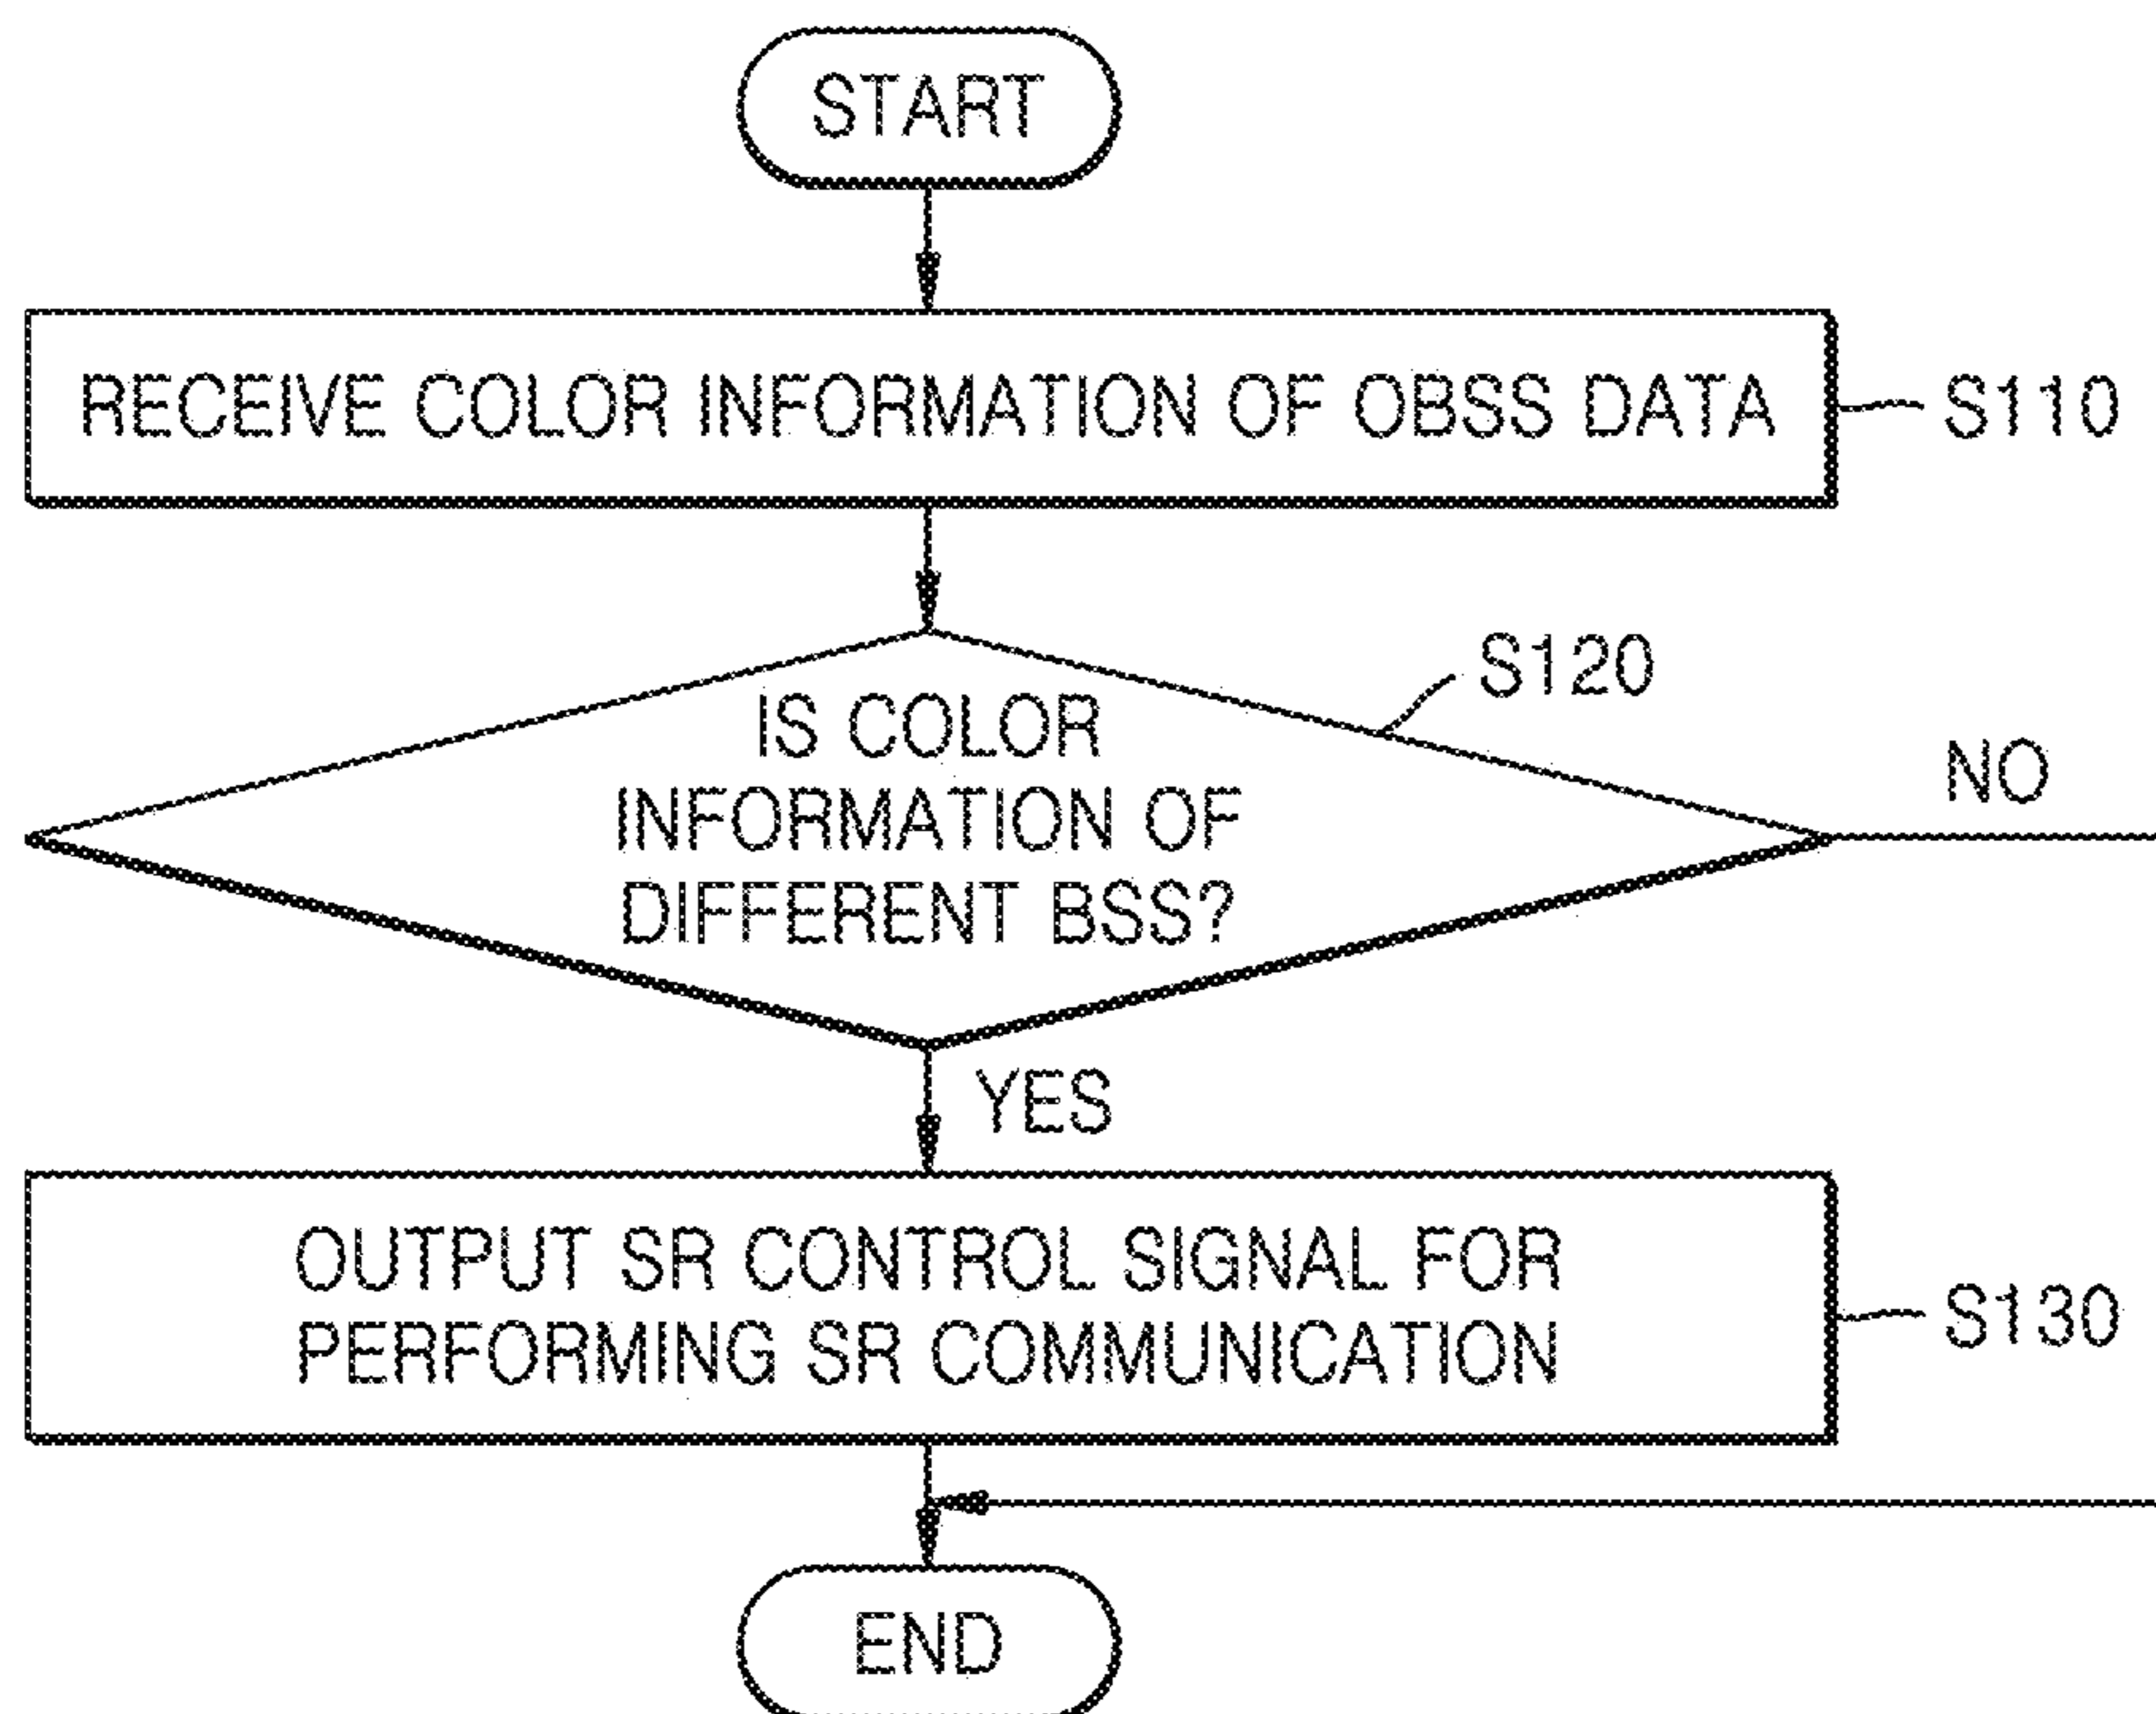 START
RECEIVE COLOR INFORMATION OF OBSS DATA
S110
S120
IS COLOR
INFORMATION OF
DIFFERENT BSS?
NO
YES
OUTPUT SR CONTROL SIGNAL FOR
PERFORMING SR COMMUNICATION
S130
END